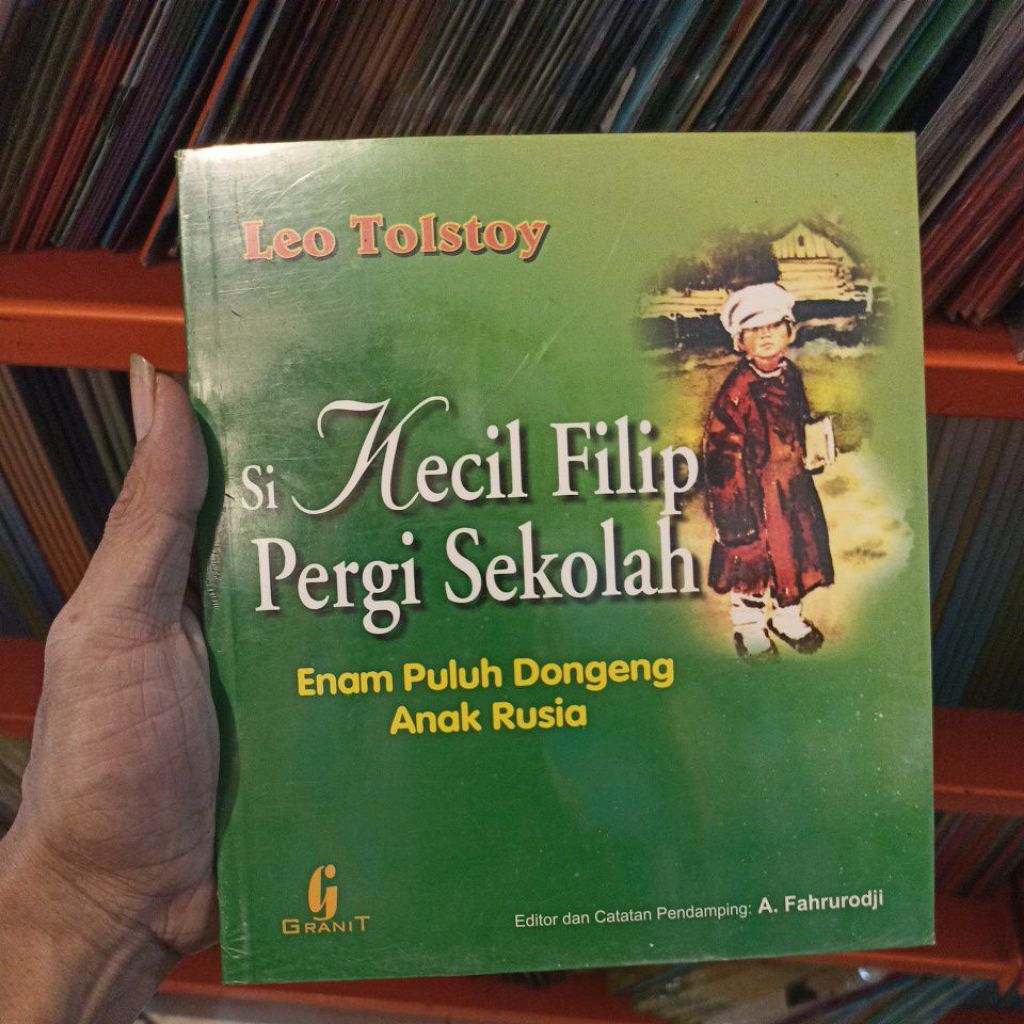 Leo Tolstoy
Si Kecil Filip
Pergi Sekolah
Enam Puluh Dongeng
Anak Rusia
GRANIT
Editor dan Catatan Pendamping: A. Fahrurodji